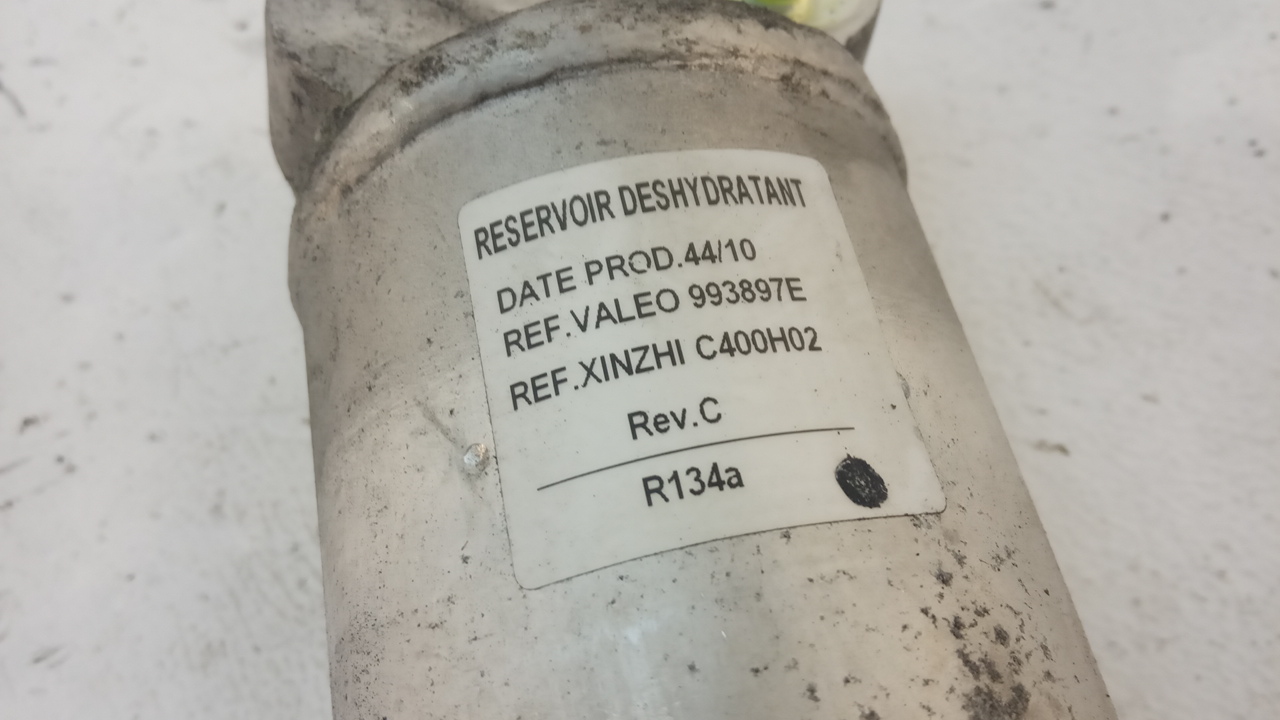 RESERVOIR DESHYDRATANT
DATE PROD.44/10
REF.VALEO 993897E
REF.XINZHI C400H02
Rev.C
R134a